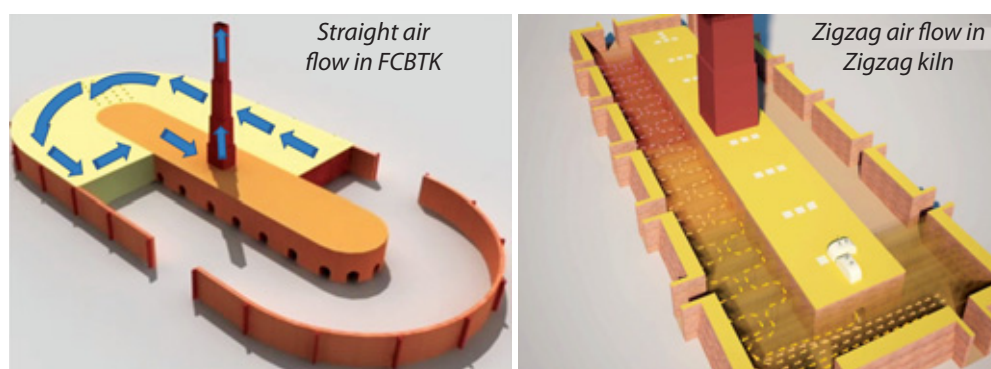 Straight air
flow in FCBTK
Zigzag air flow in
Zigzag kiln